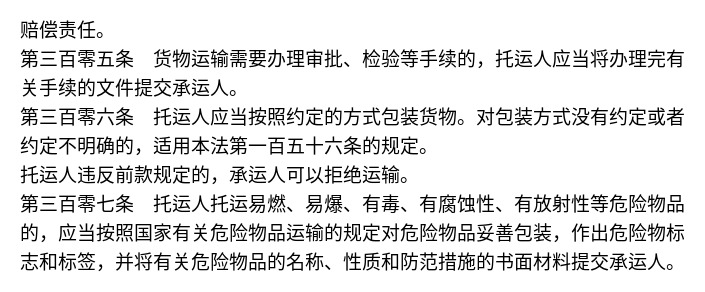 赔偿责任。
第三百零五条　货物运输需要办理审批、检验等手续的，托运人应当将办理完有
关手续的文件提交承运人。
第三百零六条　托运人应当按照约定的方式包装货物。对包装方式没有约定或者
约定不明确的，适用本法第一百五十六条的规定。
托运人违反前款规定的，承运人可以拒绝运输。
第三百零七条　托运人托运易燃、易爆、有毒、有腐蚀性、有放射性等危险物品
的，应当按照国家有关危险物品运输的规定对危险物品妥善包装，作出危险物标
志和标签，并将有关危险物品的名称、性质和防范措施的书面材料提交承运人。